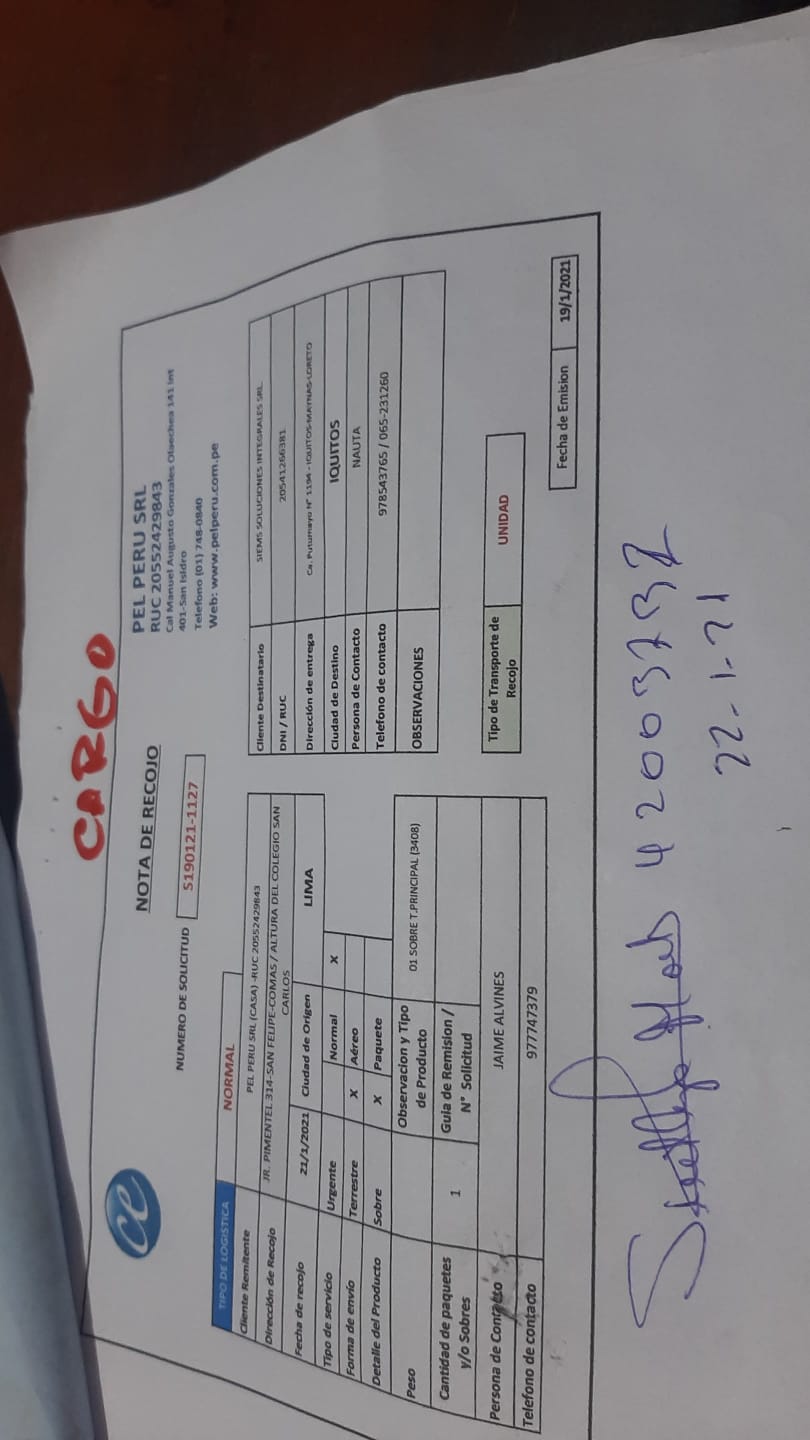 CARGO
NOTA DE RECOJO
PEL PERU SRL
RUC 20552429843
Cal Manuel Augusto Gonzales Olaechea 141 Int
401-San Isidro
Telefono (01) 748-0840
Web: www.pelperu.com.pe
ce
NUMERO DE SOLICITUD S190121-1127
TIPO DE LOGISTICA NORMAL
Cliente Remitente PEL PERU SRL (CASA) -RUC 20552429843
Dirección de Recojo JR. PIMENTEL 314-SAN FELIPE-COMAS / ALTURA DEL COLEGIO SAN
CARLOS
Fecha de recojo 21/1/2021 Ciudad de Origen LIMA
Tipo de servicio Urgente Normal X
Forma de envío Terrestre X Aéreo
Detalle del Producto Sobre X Paquete
Peso Observacion y Tipo
de Producto 01 SOBRE T.PRINCIPAL (3408)
Cantidad de paquetes
y/o Sobres 1 Guia de Remision /
N° Solicitud
Persona de Contacto JAIME ALVINES
Telefono de contacto 977747379
Cliente Destinatario SIEMS SOLUCIONES INTEGRALES SRL
DNI / RUC 20541266381
Dirección de entrega Ca. Putumayo N° 1194 - IQUITOS-MAYNAS-LORETO
Ciudad de Destino IQUITOS
Persona de Contacto NAUTA
Telefono de contacto 978543765 / 065-231260
OBSERVACIONES
Tipo de Transporte de
Recojo UNIDAD
Fecha de Emision 19/1/2021
42003792
22-1-21